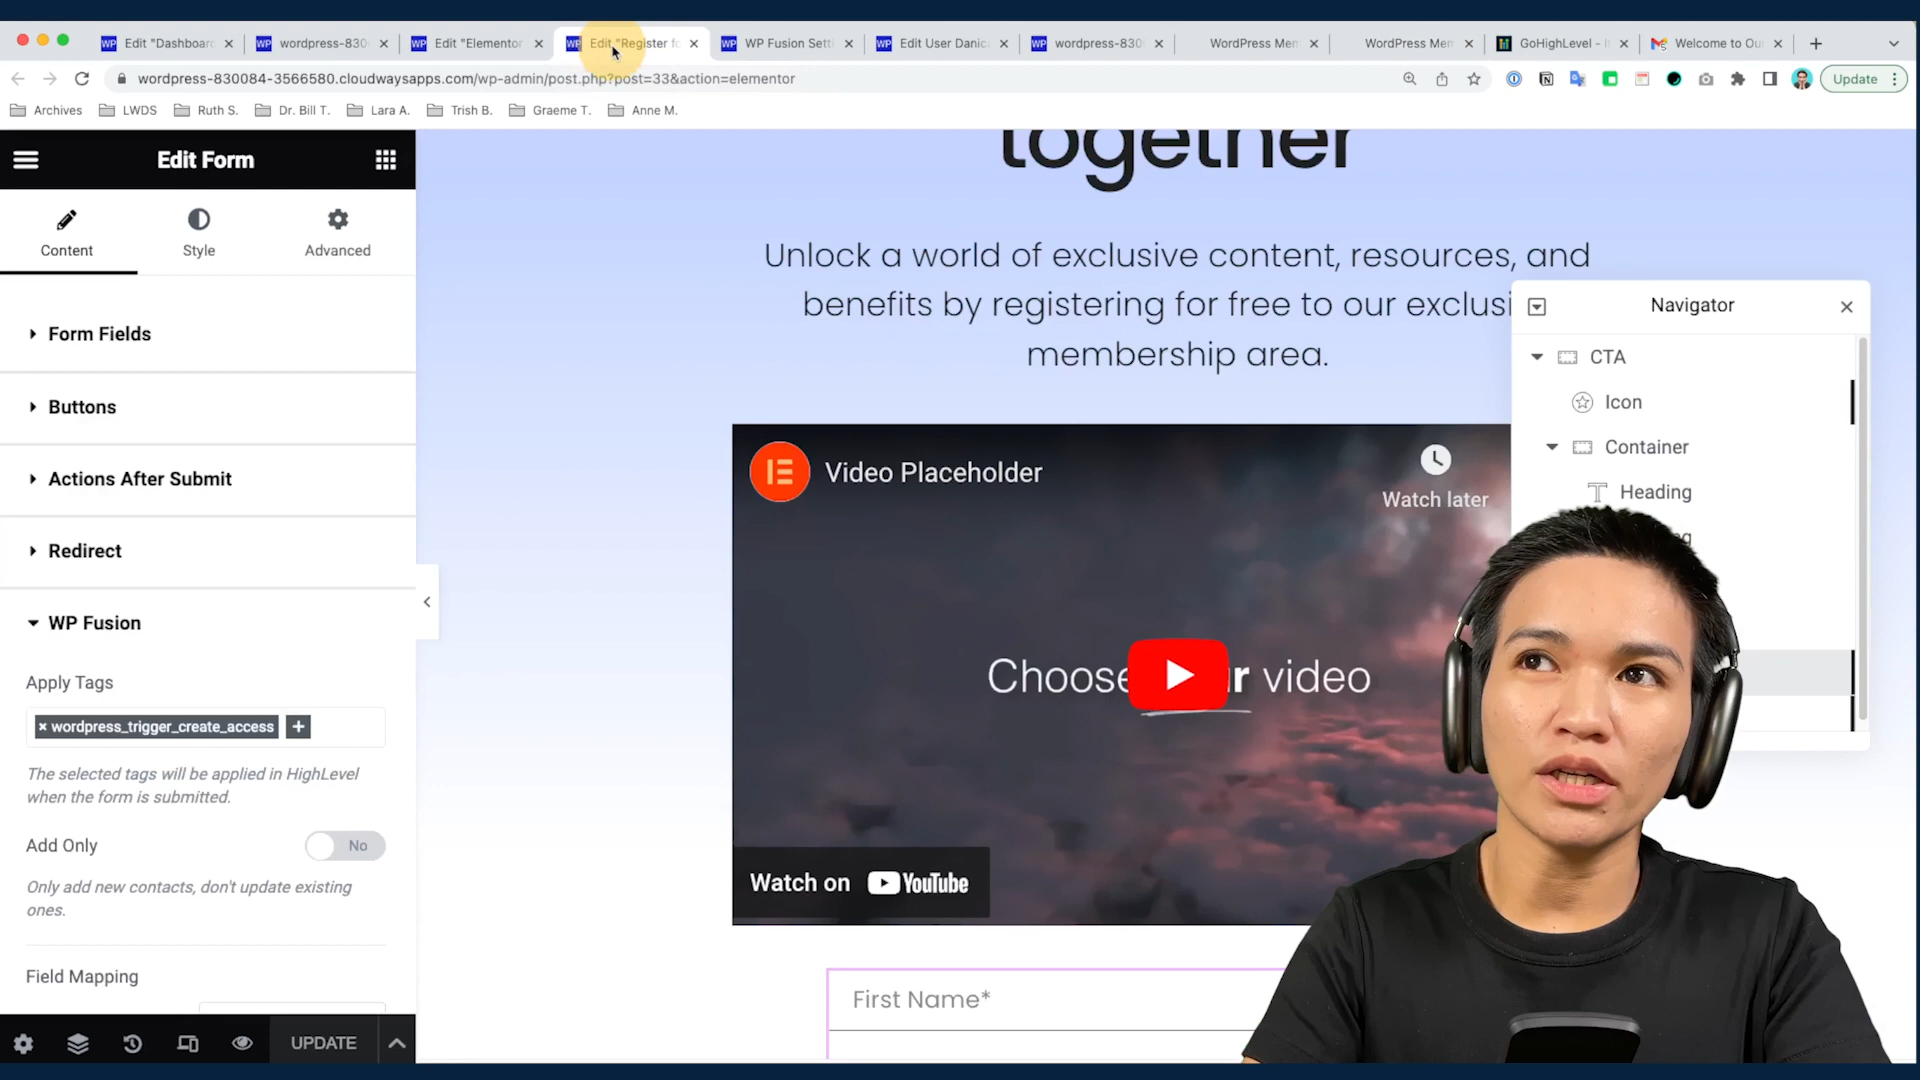 Edit "Dashboard
wordpress-830
Edit "Elementor
Edit "Register fo
WP Fusion Setti
Edit User Danica
wordpress-830
WordPress Mem
WordPress Mem
GoHighLevel - 
Welcome to Ou
wordpress-830084-3566580.cloudwaysapps.com/wp-admin/post.php?post=33&action=elementor
Update
Archives
LWDS
Ruth S.
Dr. Bill T.
Lara A.
Trish B.
Graeme T.
Anne M.
Edit Form
Content
Style
Advanced
Form Fields
Buttons
Actions After Submit
Redirect
WP Fusion
Apply Tags
× wordpress_trigger_create_access +
The selected tags will be applied in HighLevel
when the form is submitted.
Add Only
No
Only add new contacts, don't update existing
ones.
Field Mapping
UPDATE
together
Unlock a world of exclusive content, resources, and
benefits by registering for free to our exclusi
membership area.
Video Placeholder
Watch later
Choose
r video
Watch on YouTube
First Name*
Navigator
CTA
Icon
Container
Heading